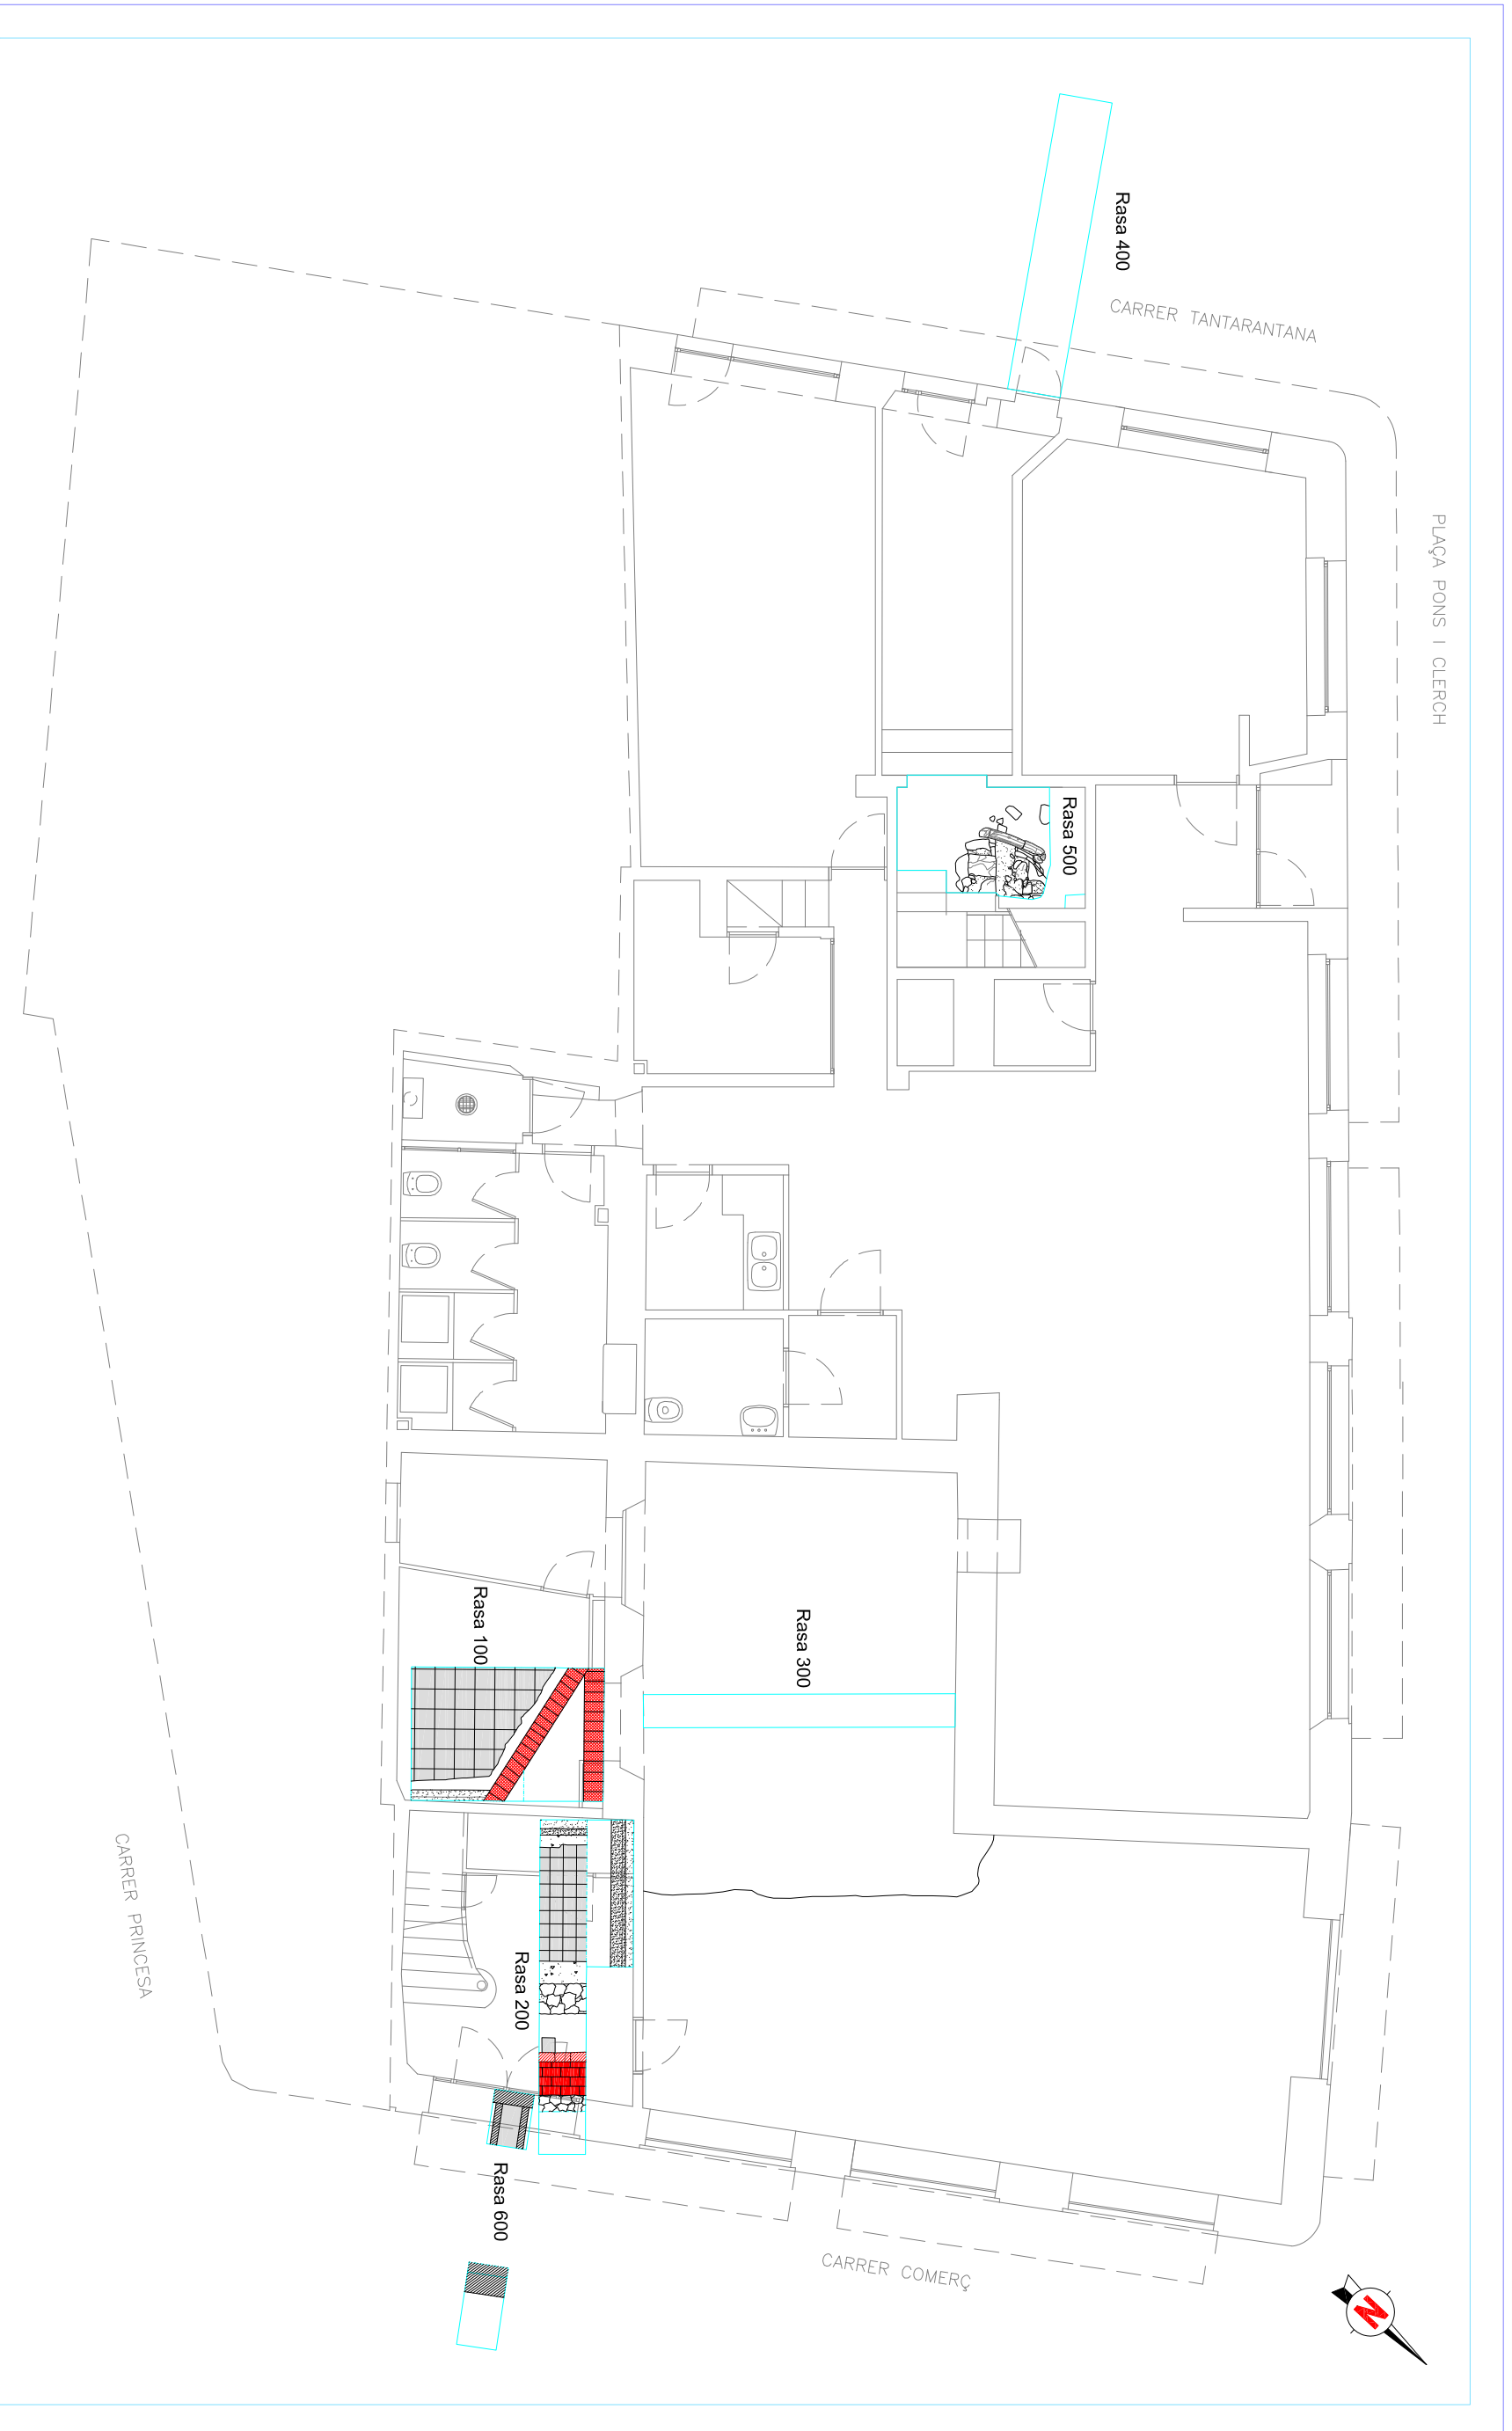 Rasa 400
CARRER TANTARANTANA
PLAÇA PONS I CLERCH
Rasa 500
Rasa 300
Rasa 100
Rasa 200
Rasa 600
CARRER PRINCESA
CARRER COMERÇ
N